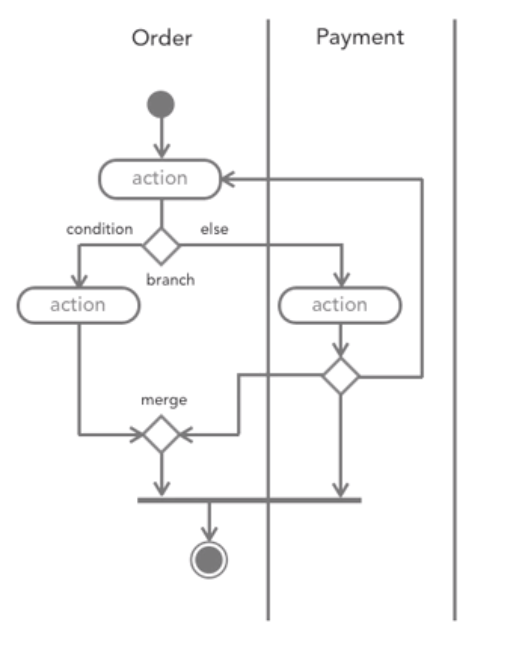 Order
Payment
action
condition
else
branch
action
action
merge